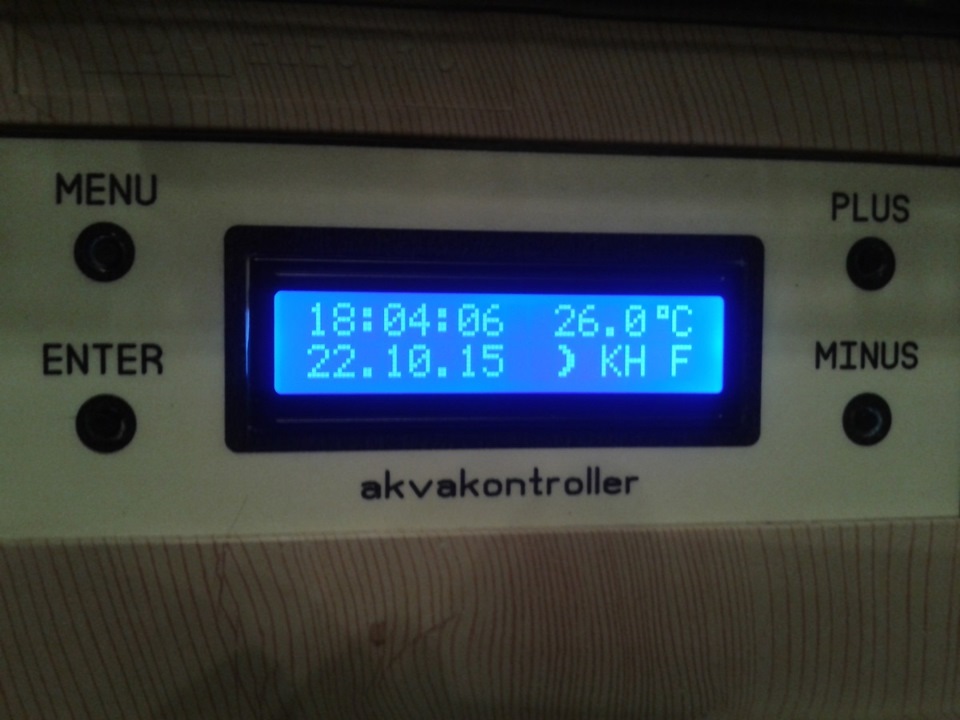 MENU
PLUS
18:04:06 26.0°C
ENTER
22.10.15 ☽ KH F
MINUS
akvakontroller